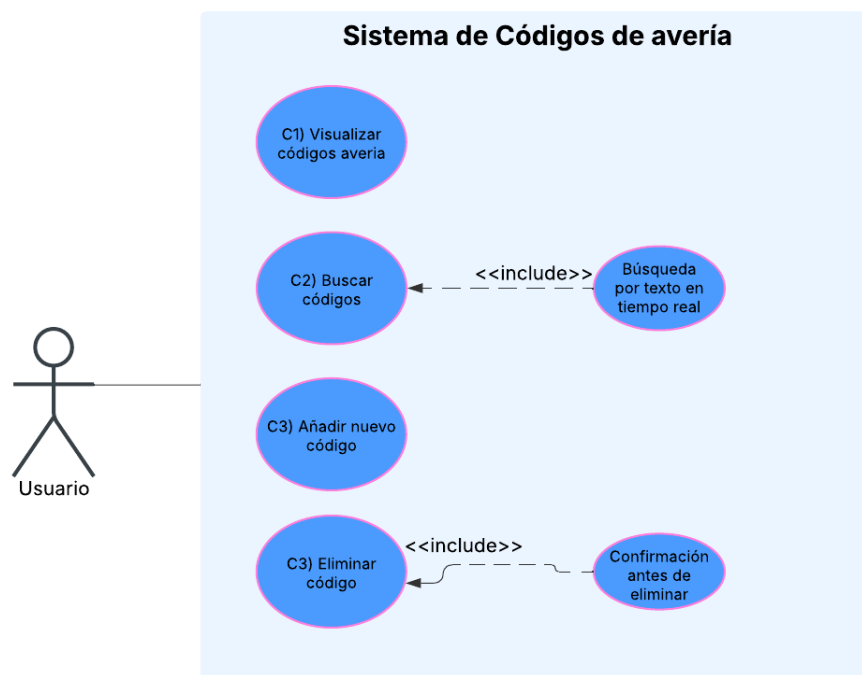 Sistema de Códigos de avería
C1) Visualizar
códigos averia
C2) Buscar
códigos
<<include>>
Búsqueda
por texto en
tiempo real
C3) Añadir nuevo
código
Usuario
C3) Eliminar
código
<<include>>
Confirmación
antes de
eliminar